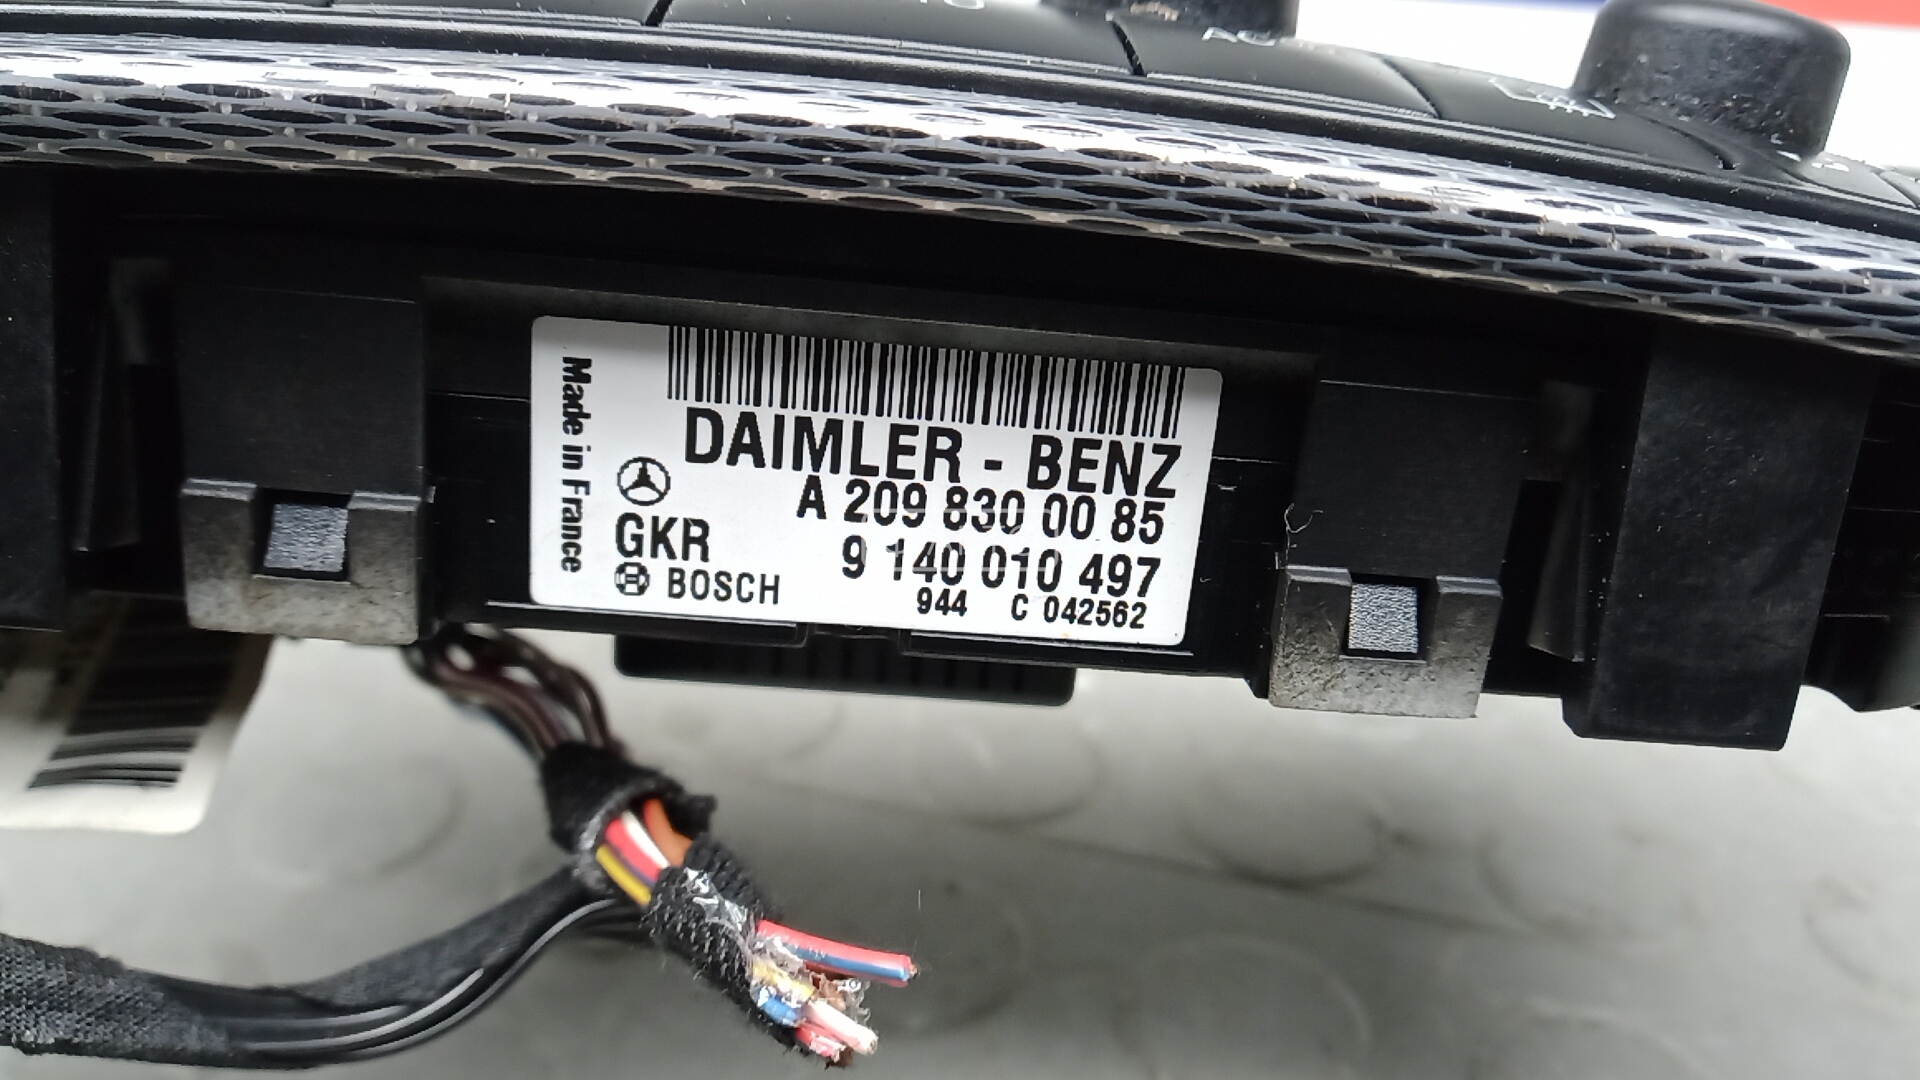 Made in France
DAIMLER - BENZ
A 209 830 00 85
GKR
9 140 010 497
BOSCH
944 C 042562